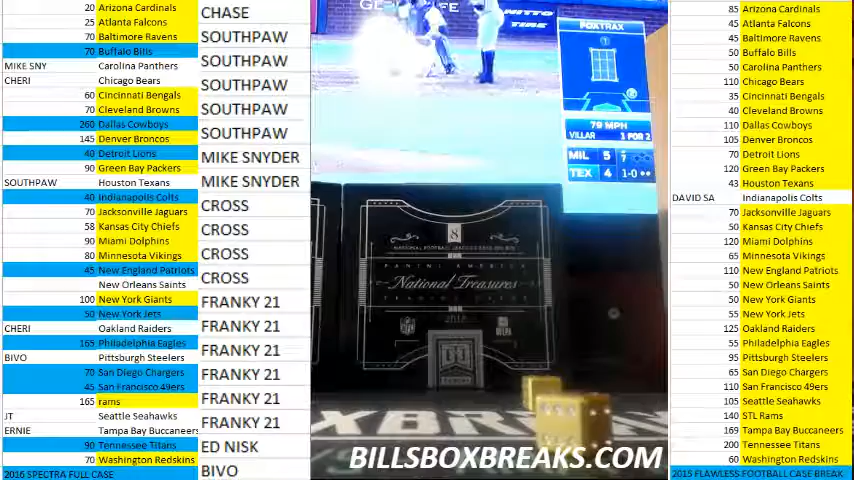 20 Arizona Cardinals
25 Atlanta Falcons
70 Baltimore Ravens
70 Buffalo Bills
MIKE SNY Carolina Panthers
CHERI Chicago Bears
60 Cincinnati Bengals
70 Cleveland Browns
260 Dallas Cowboys
145 Denver Broncos
40 Detroit Lions
90 Green Bay Packers
SOUTHPAW Houston Texans
40 Indianapolis Colts
70 Jacksonville Jaguars
58 Kansas City Chiefs
90 Miami Dolphins
80 Minnesota Vikings
45 New England Patriots
New Orleans Saints
100 New York Giants
50 New York Jets
CHERI Oakland Raiders
165 Philadelphia Eagles
BIVO Pittsburgh Steelers
70 San Diego Chargers
45 San Francisco 49ers
165 rams
JT Seattle Seahawks
ERNIE Tampa Bay Buccaneers
90 Tennessee Titans
70 Washington Redskins
2016 SPECTRA FULL CASE
CHASE
SOUTHPAW
SOUTHPAW
SOUTHPAW
SOUTHPAW
SOUTHPAW
MIKE SNYDER
MIKE SNYDER
CROSS
CROSS
CROSS
CROSS
FRANKY 21
FRANKY 21
FRANKY 21
FRANKY 21
FRANKY 21
FRANKY 21
ED NISK
BIVO
NITTO
TIRE
FOXTRAX
1
79 MPH
VILLAR 1 FOR 2
MIL 5 7
TEX 4 1-0
8
PANINI AMERICA
National Treasures
NFL
BILLSBOXBREAKS.COM
85 Arizona Cardinals
45 Atlanta Falcons
45 Baltimore Ravens
50 Buffalo Bills
50 Carolina Panthers
110 Chicago Bears
35 Cincinnati Bengals
40 Cleveland Browns
110 Dallas Cowboys
105 Denver Broncos
70 Detroit Lions
120 Green Bay Packers
43 Houston Texans
DAVID SA Indianapolis Colts
70 Jacksonville Jaguars
50 Kansas City Chiefs
120 Miami Dolphins
65 Minnesota Vikings
110 New England Patriots
50 New Orleans Saints
50 New York Giants
55 New York Jets
125 Oakland Raiders
55 Philadelphia Eagles
95 Pittsburgh Steelers
65 San Diego Chargers
110 San Francisco 49ers
105 Seattle Seahawks
140 STL Rams
169 Tampa Bay Buccaneers
200 Tennessee Titans
60 Washington Redskins
2015 FLAWLESS FOOTBALL CASE BREAK